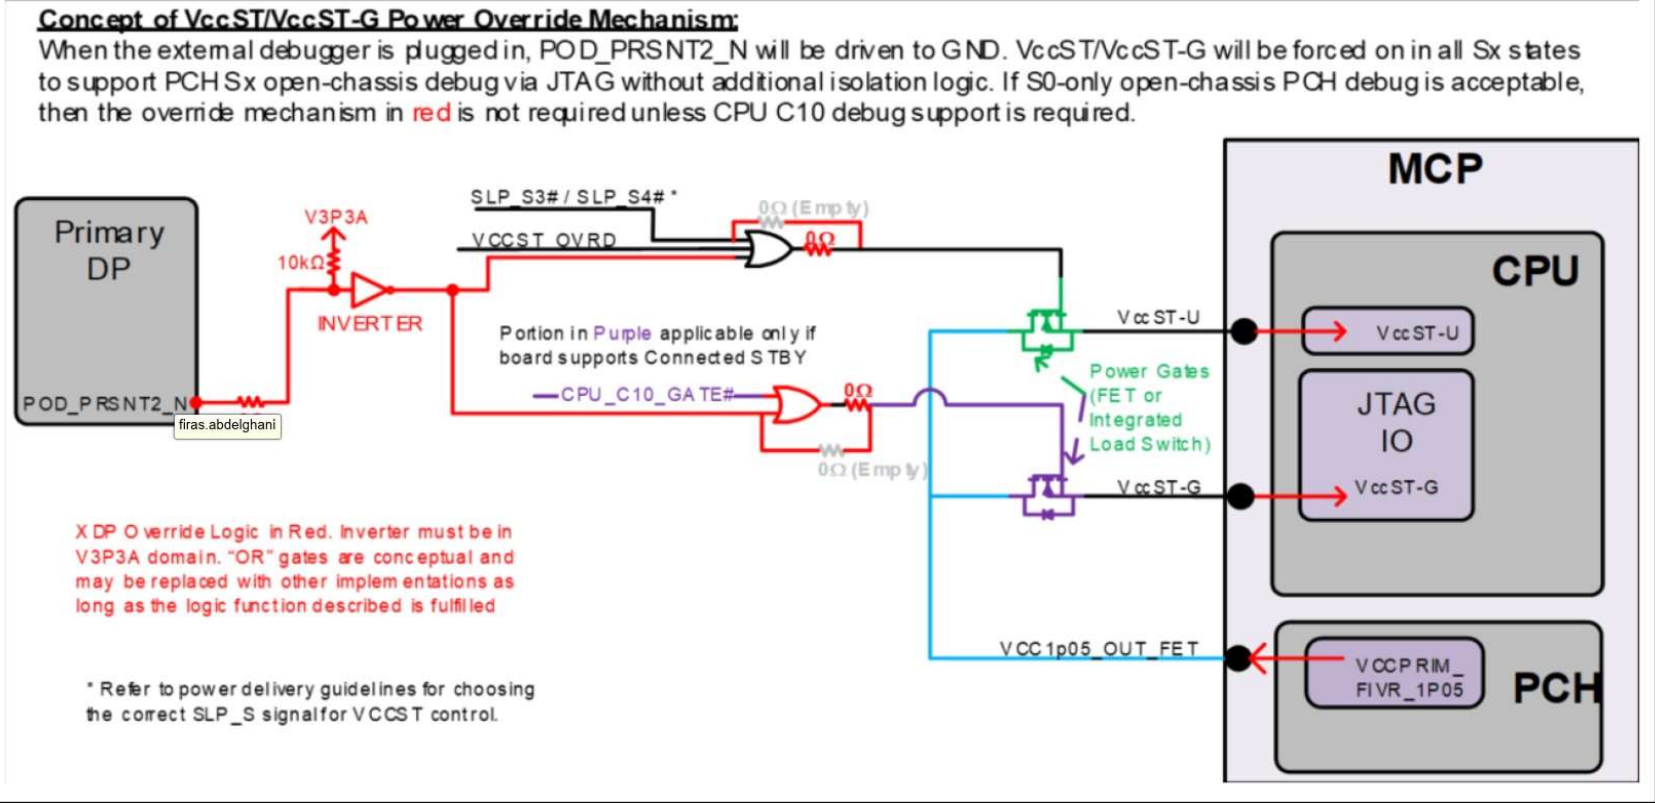 Concept of VccST/VccST-G Power Override Mechanism:
When the external debugger is plugged in, POD_PRSNT2_N will be driven to GND. VccST/VccST-G will be forced on in all Sx states
to support PCH Sx open-chassis debug via JTAG without additional isolation logic. If S0-only open-chassis PCH debug is acceptable,
then the override mechanism in red is not required unless CPU C10 debug support is required.
MCP
Primary
DP
POD_PRSNT2_N
firas.abdelghani
V3P3A
10kΩ
INVERTER
SLP_S3# / SLP_S4# *
VCCST_OVRD
0Ω (Empty)
0Ω
Portion in Purple applicable only if
board supports Connected STBY
CPU_C10_GATE#
0Ω
0Ω (Empty)
VccST-U
Power Gates
(FET or
Integrated
Load Switch)
VccST-G
VCC1p05_OUT_FET
CPU
VccST-U
JTAG
IO
VccST-G
VCCPRIM_
FIVR_1P05
PCH
XDP Override Logic in Red. Inverter must be in
V3P3A domain. “OR” gates are conceptual and
may be replaced with other implementations as
long as the logic function described is fulfilled
* Refer to power delivery guidelines for choosing
the correct SLP_S signal for VCCST control.